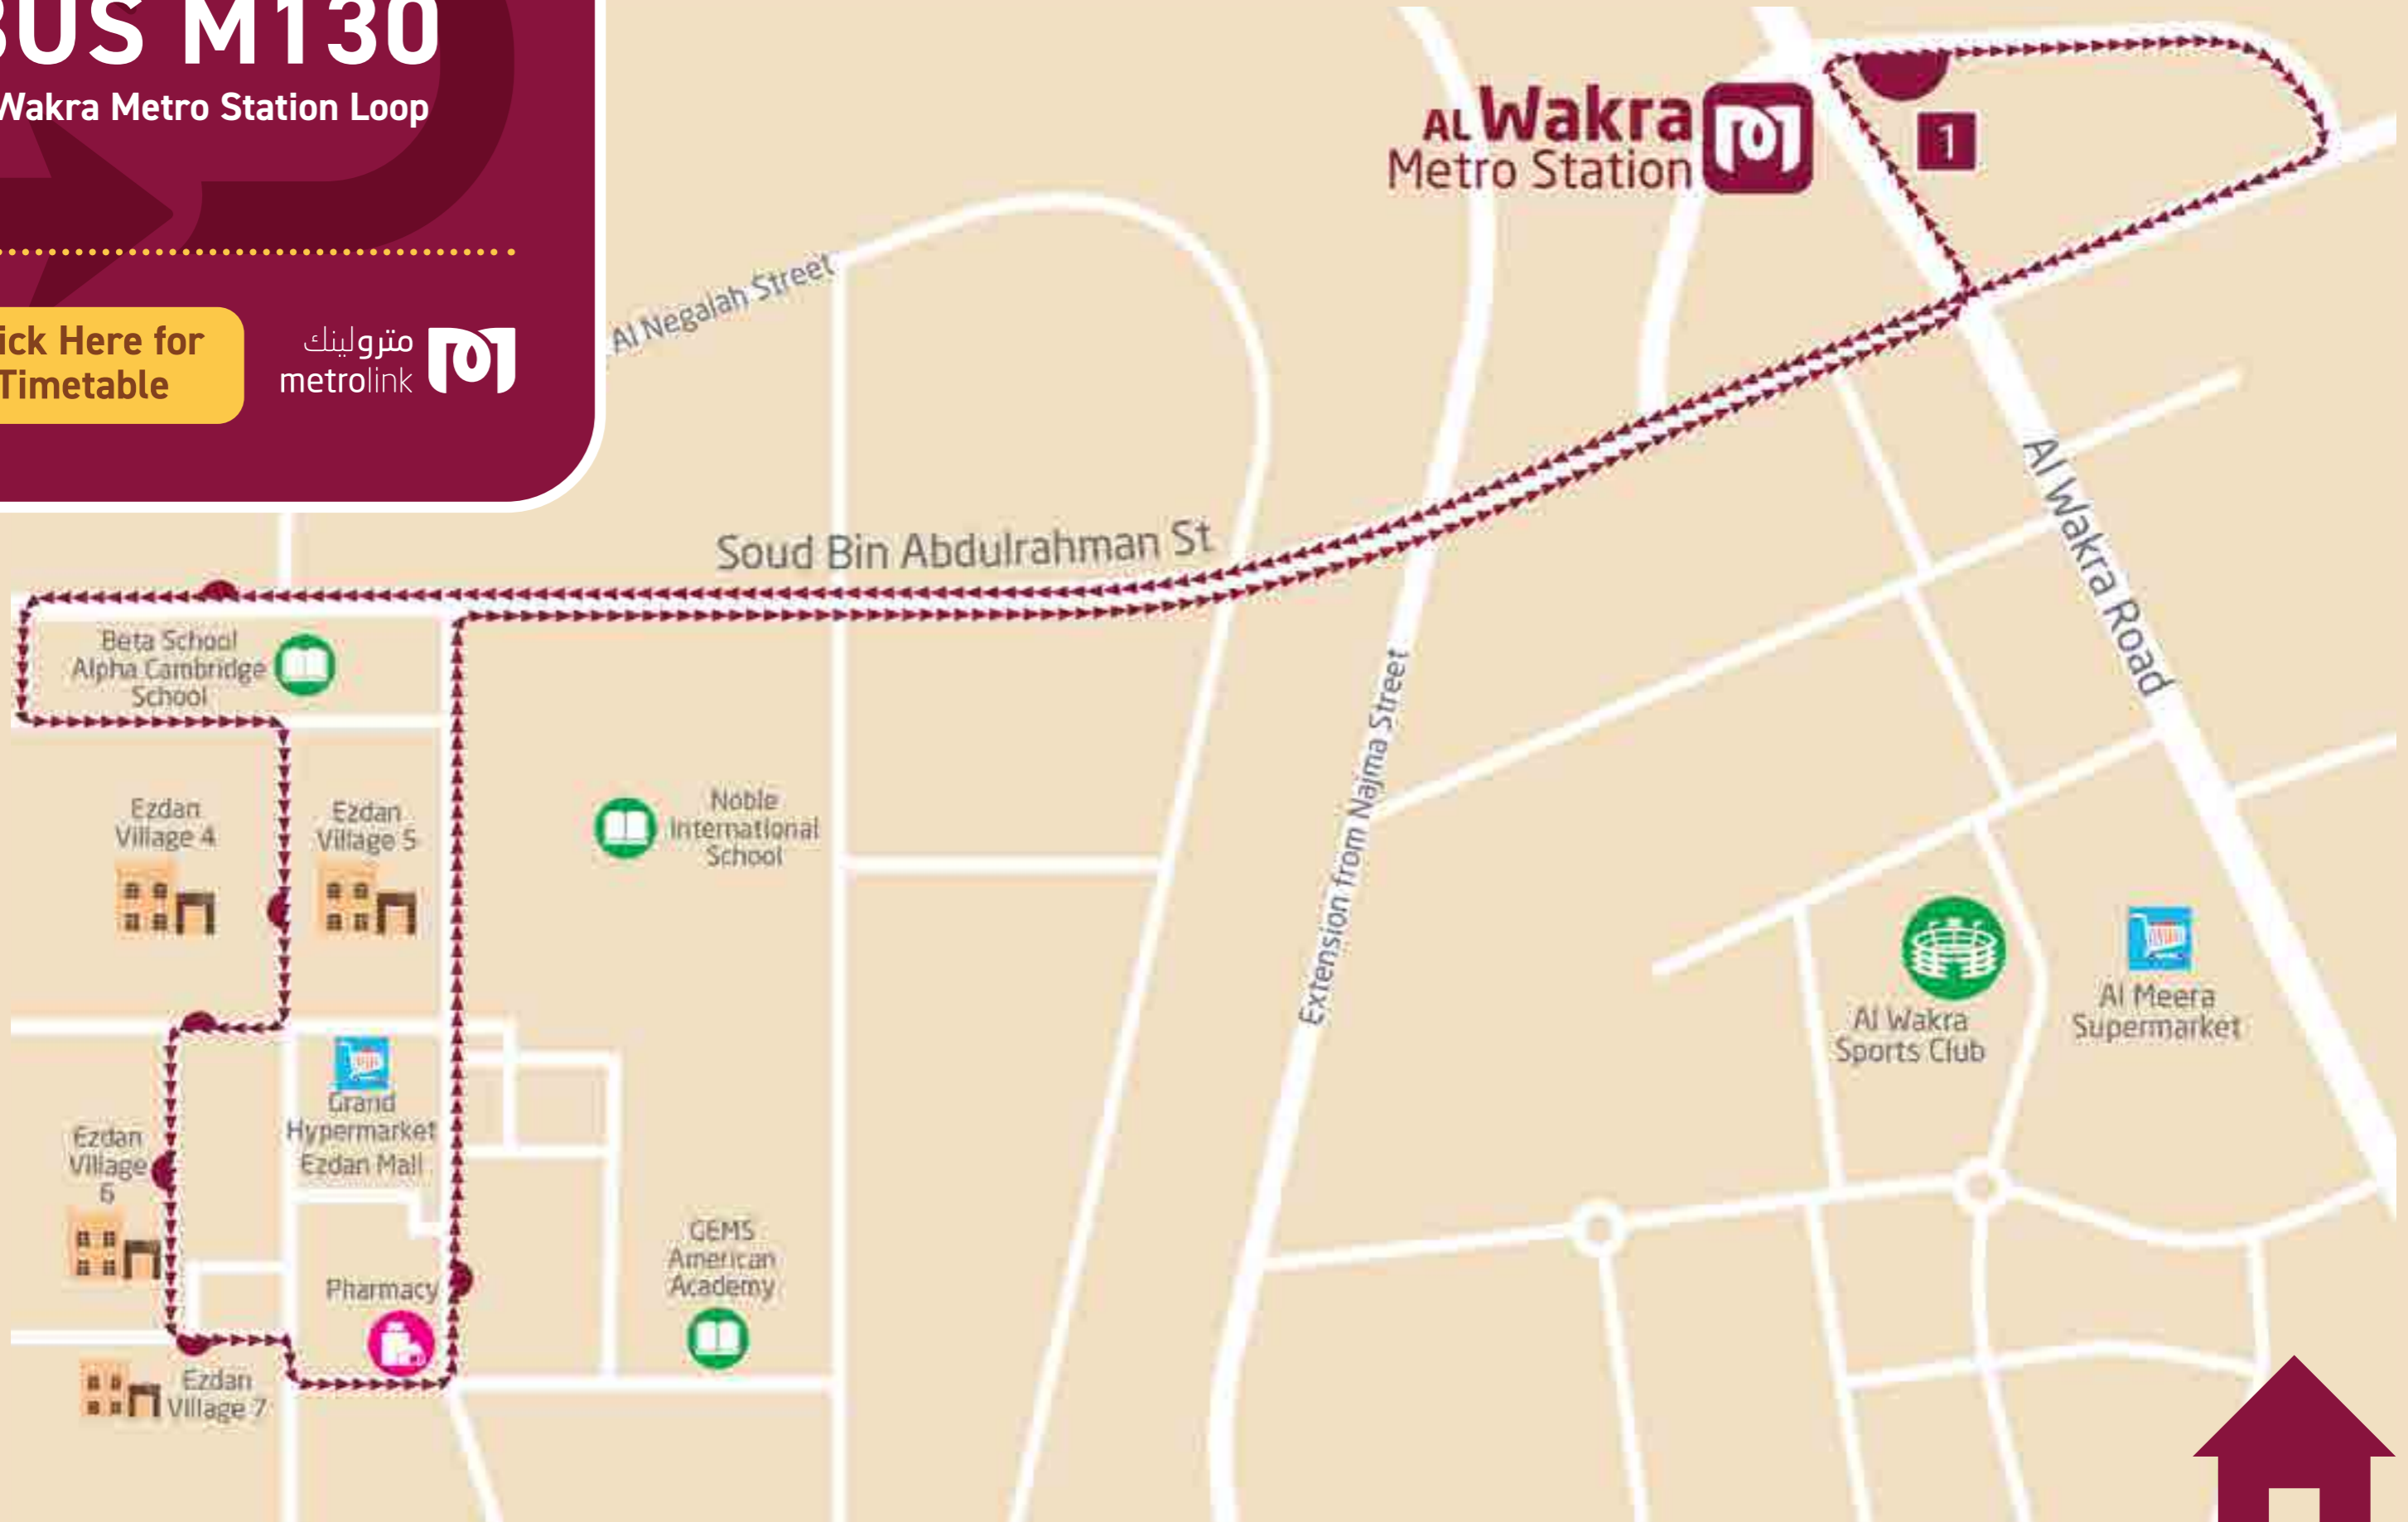 BUS M130
Wakra Metro Station Loop
ick Here for
Timetable
مترولينك
metrolink
AL Wakra
Metro Station
1
Al Negalah Street
Soud Bin Abdulrahman St
Al Wakra Road
Extension from Najma Street
Beta School
Alpha Cambridge
School
Ezdan
Village 4
Ezdan
Village 5
Noble
International
School
Grand
Hypermarket
Ezdan Mall
Ezdan
Village
6
GEMS
American
Academy
Pharmacy
Ezdan
Village 7
Al Wakra
Sports Club
Al Meera
Supermarket